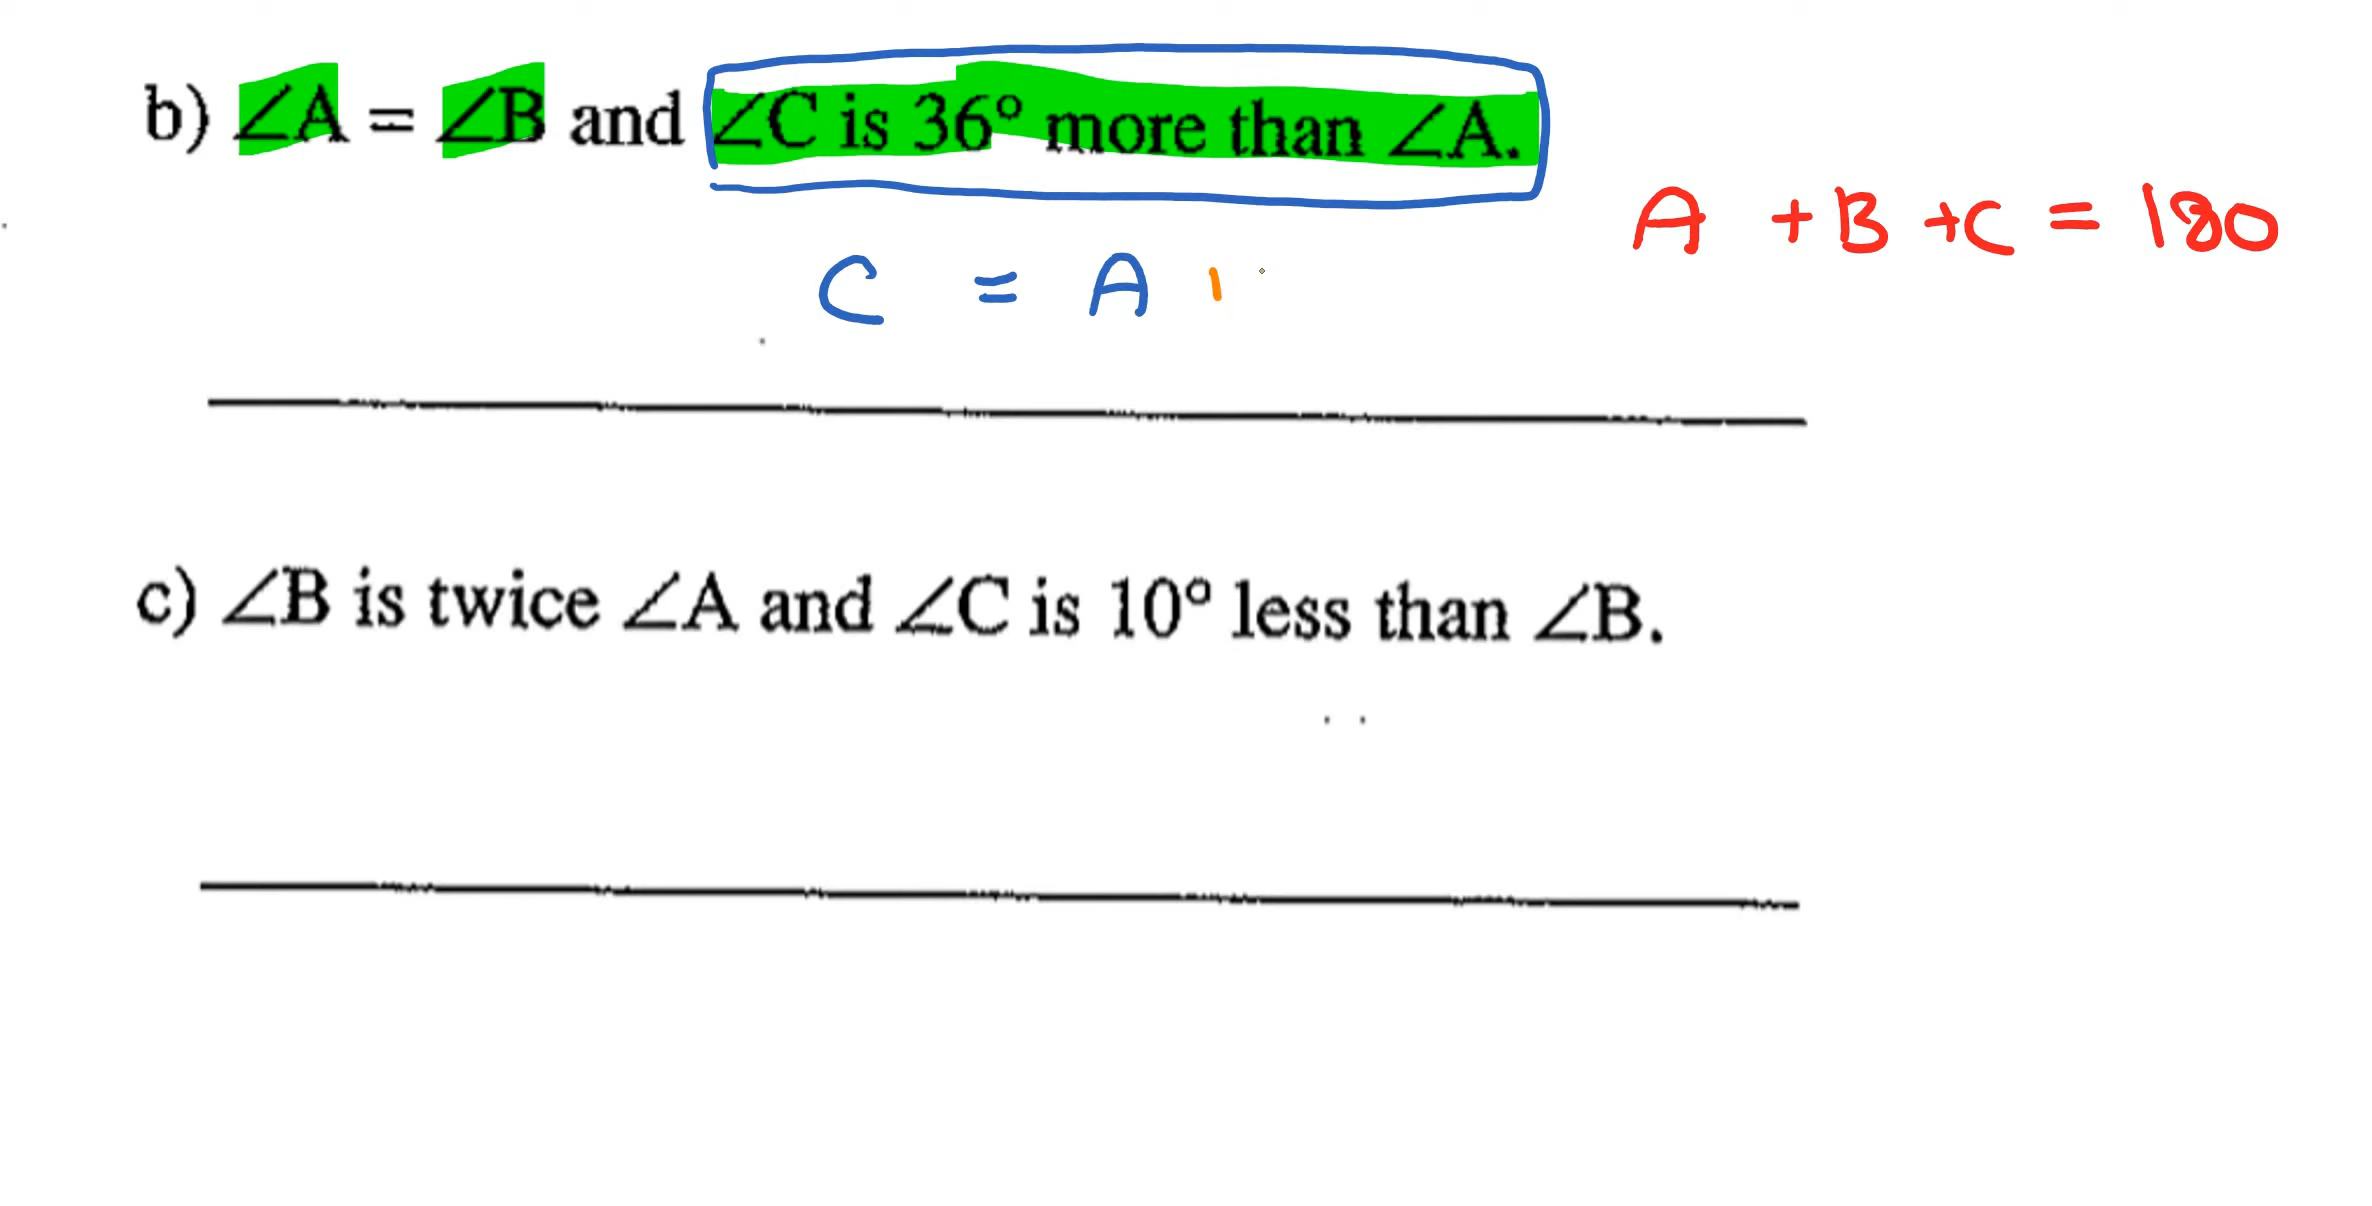 b) ∠A = ∠B and ∠C is 36° more than ∠A.
A + B + C = 180
C = A
c) ∠B is twice ∠A and ∠C is 10° less than ∠B.